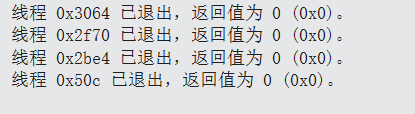 线程 0x3064 已退出，返回值为 0 (0x0)。
线程 0x2f70 已退出，返回值为 0 (0x0)。
线程 0x2be4 已退出，返回值为 0 (0x0)。
线程 0x50c 已退出，返回值为 0 (0x0)。